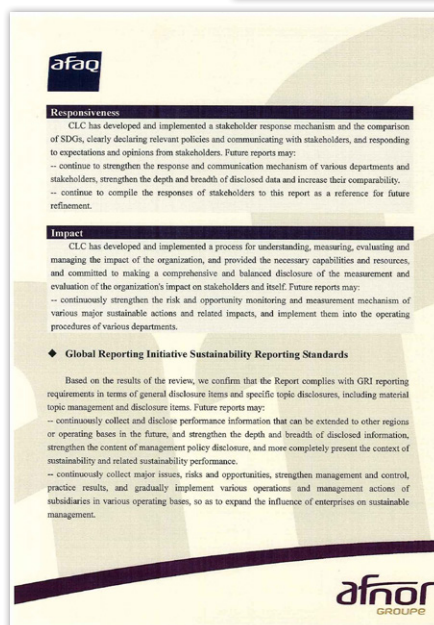 afaq
Responsiveness
CLC has developed and implemented a stakeholder response mechanism and the comparison
of SDGs, clearly declaring relevant policies and communicating with stakeholders, and responding
to expectations and opinions from stakeholders. Future reports may:
-- continue to strengthen the response and communication mechanism of various departments and
stakeholders, strengthen the depth and breadth of disclosed data and increase their comparability.
-- continue to compile the responses of stakeholders to this report as a reference for future
refinement.
Impact
CLC has developed and implemented a process for understanding, measuring, evaluating and
managing the impact of the organization, and provided the necessary capabilities and resources,
and committed to making a comprehensive and balanced disclosure of the measurement and
evaluation of the organization's impact on stakeholders and itself. Future reports may:
-- continuously strengthen the risk and opportunity monitoring and measurement mechanism of
various major sustainable actions and related impacts, and implement them into the operating
procedures of various departments.
◆ Global Reporting Initiative Sustainability Reporting Standards
Based on the results of the review, we confirm that the Report complies with GRI reporting
requirements in terms of general disclosure items and specific topic disclosures, including material
topic management and disclosure items. Future reports may:
-- continuously collect and disclose performance information that can be extended to other regions
or operating bases in the future, and strengthen the depth and breadth of disclosed information,
strengthen the content of management policy disclosure, and more completely present the context of
sustainability and related sustainability performance.
-- continuously collect major issues, risks and opportunities, strengthen management and control,
practice results, and gradually implement various operations and management actions of
subsidiaries in various operating bases, so as to expand the influence of enterprises on sustainable
management.
afnor
GROUPE